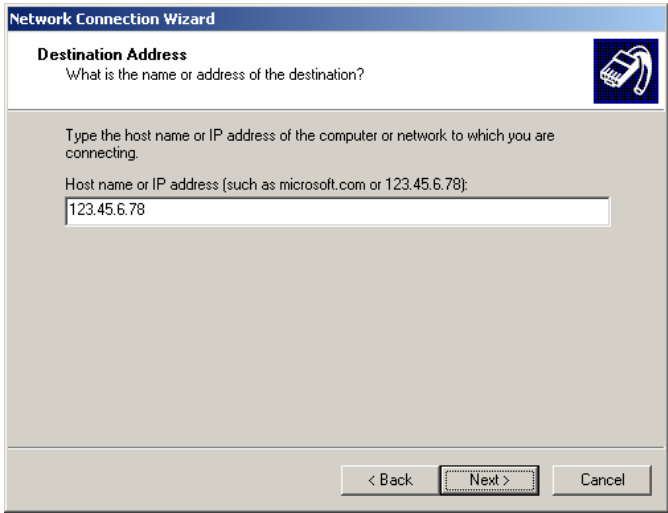 Network Connection Wizard
Destination Address
What is the name or address of the destination?
Type the host name or IP address of the computer or network to which you are
connecting.
Host name or IP address (such as microsoft.com or 123.45.6.78):
123.45.6.78
< Back
Next >
Cancel